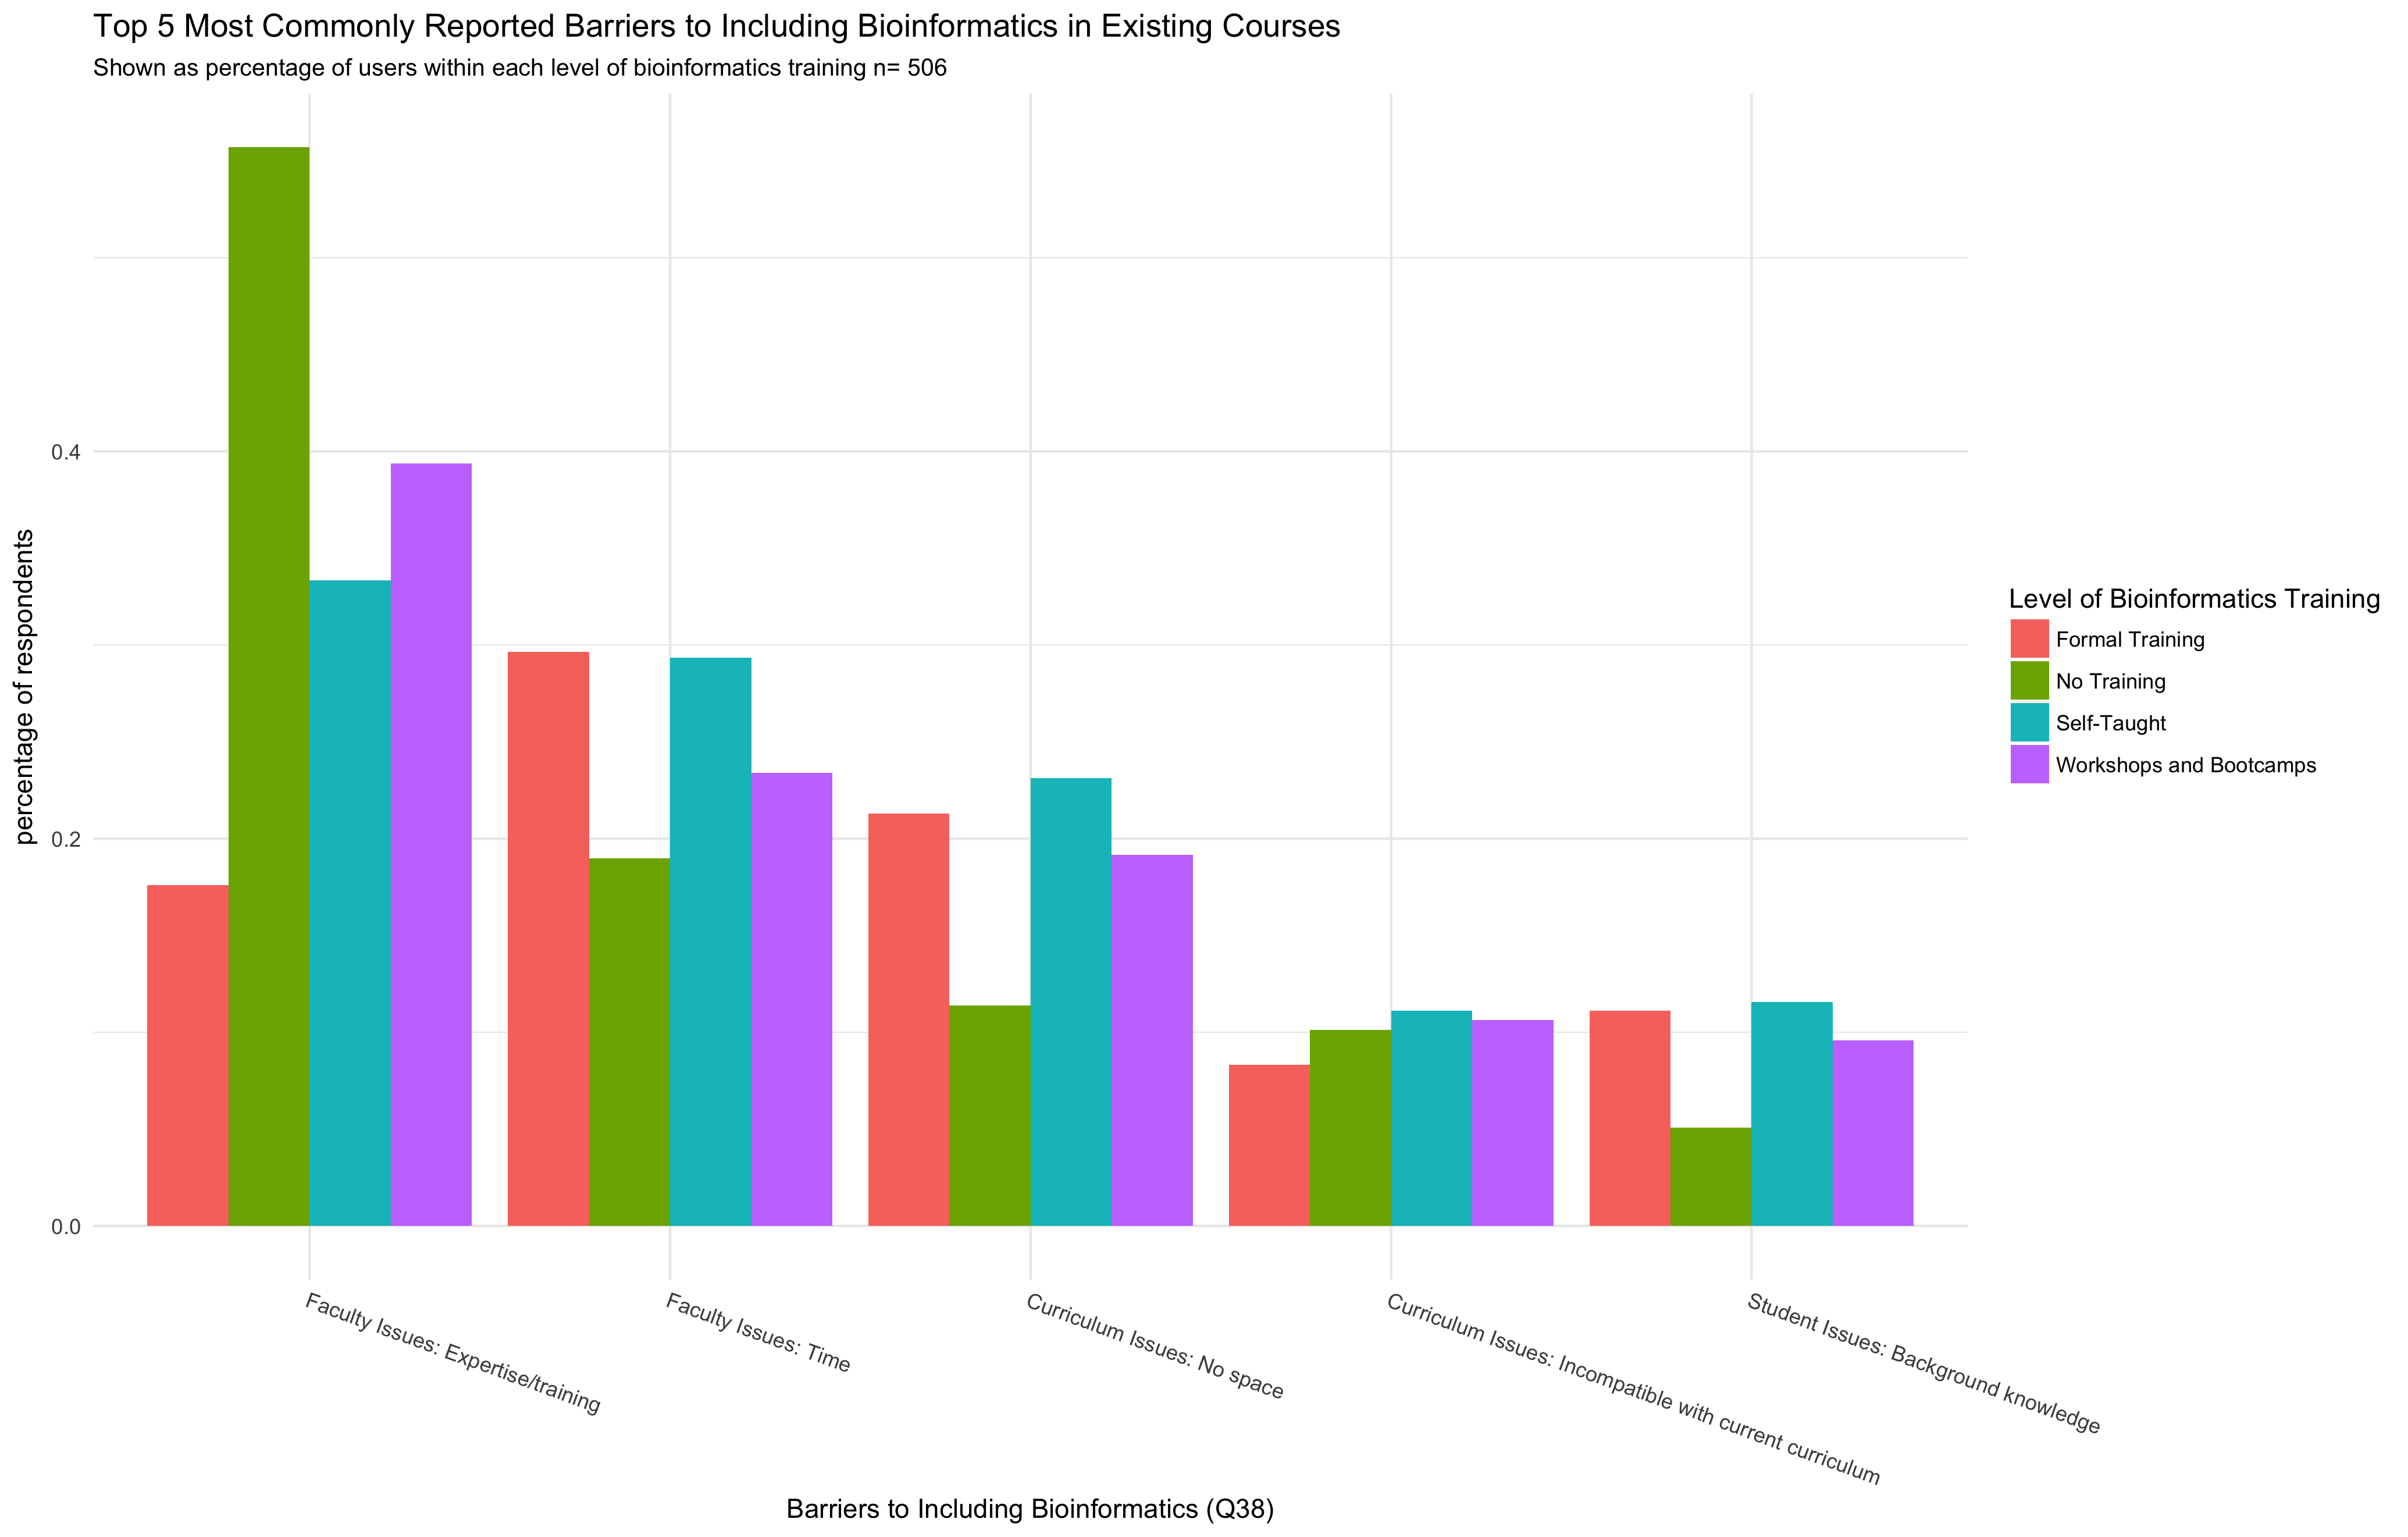 Top 5 Most Commonly Reported Barriers to Including Bioinformatics in Existing Courses
Shown as percentage of users within each level of bioinformatics training n= 506
percentage of respondents
0.4
0.2
0.0
Faculty Issues: Expertise/training
Faculty Issues: Time
Curriculum Issues: No space
Curriculum Issues: Incompatible with current curriculum
Student Issues: Background knowledge
Barriers to Including Bioinformatics (Q38)
Level of Bioinformatics Training
Formal Training
No Training
Self-Taught
Workshops and Bootcamps